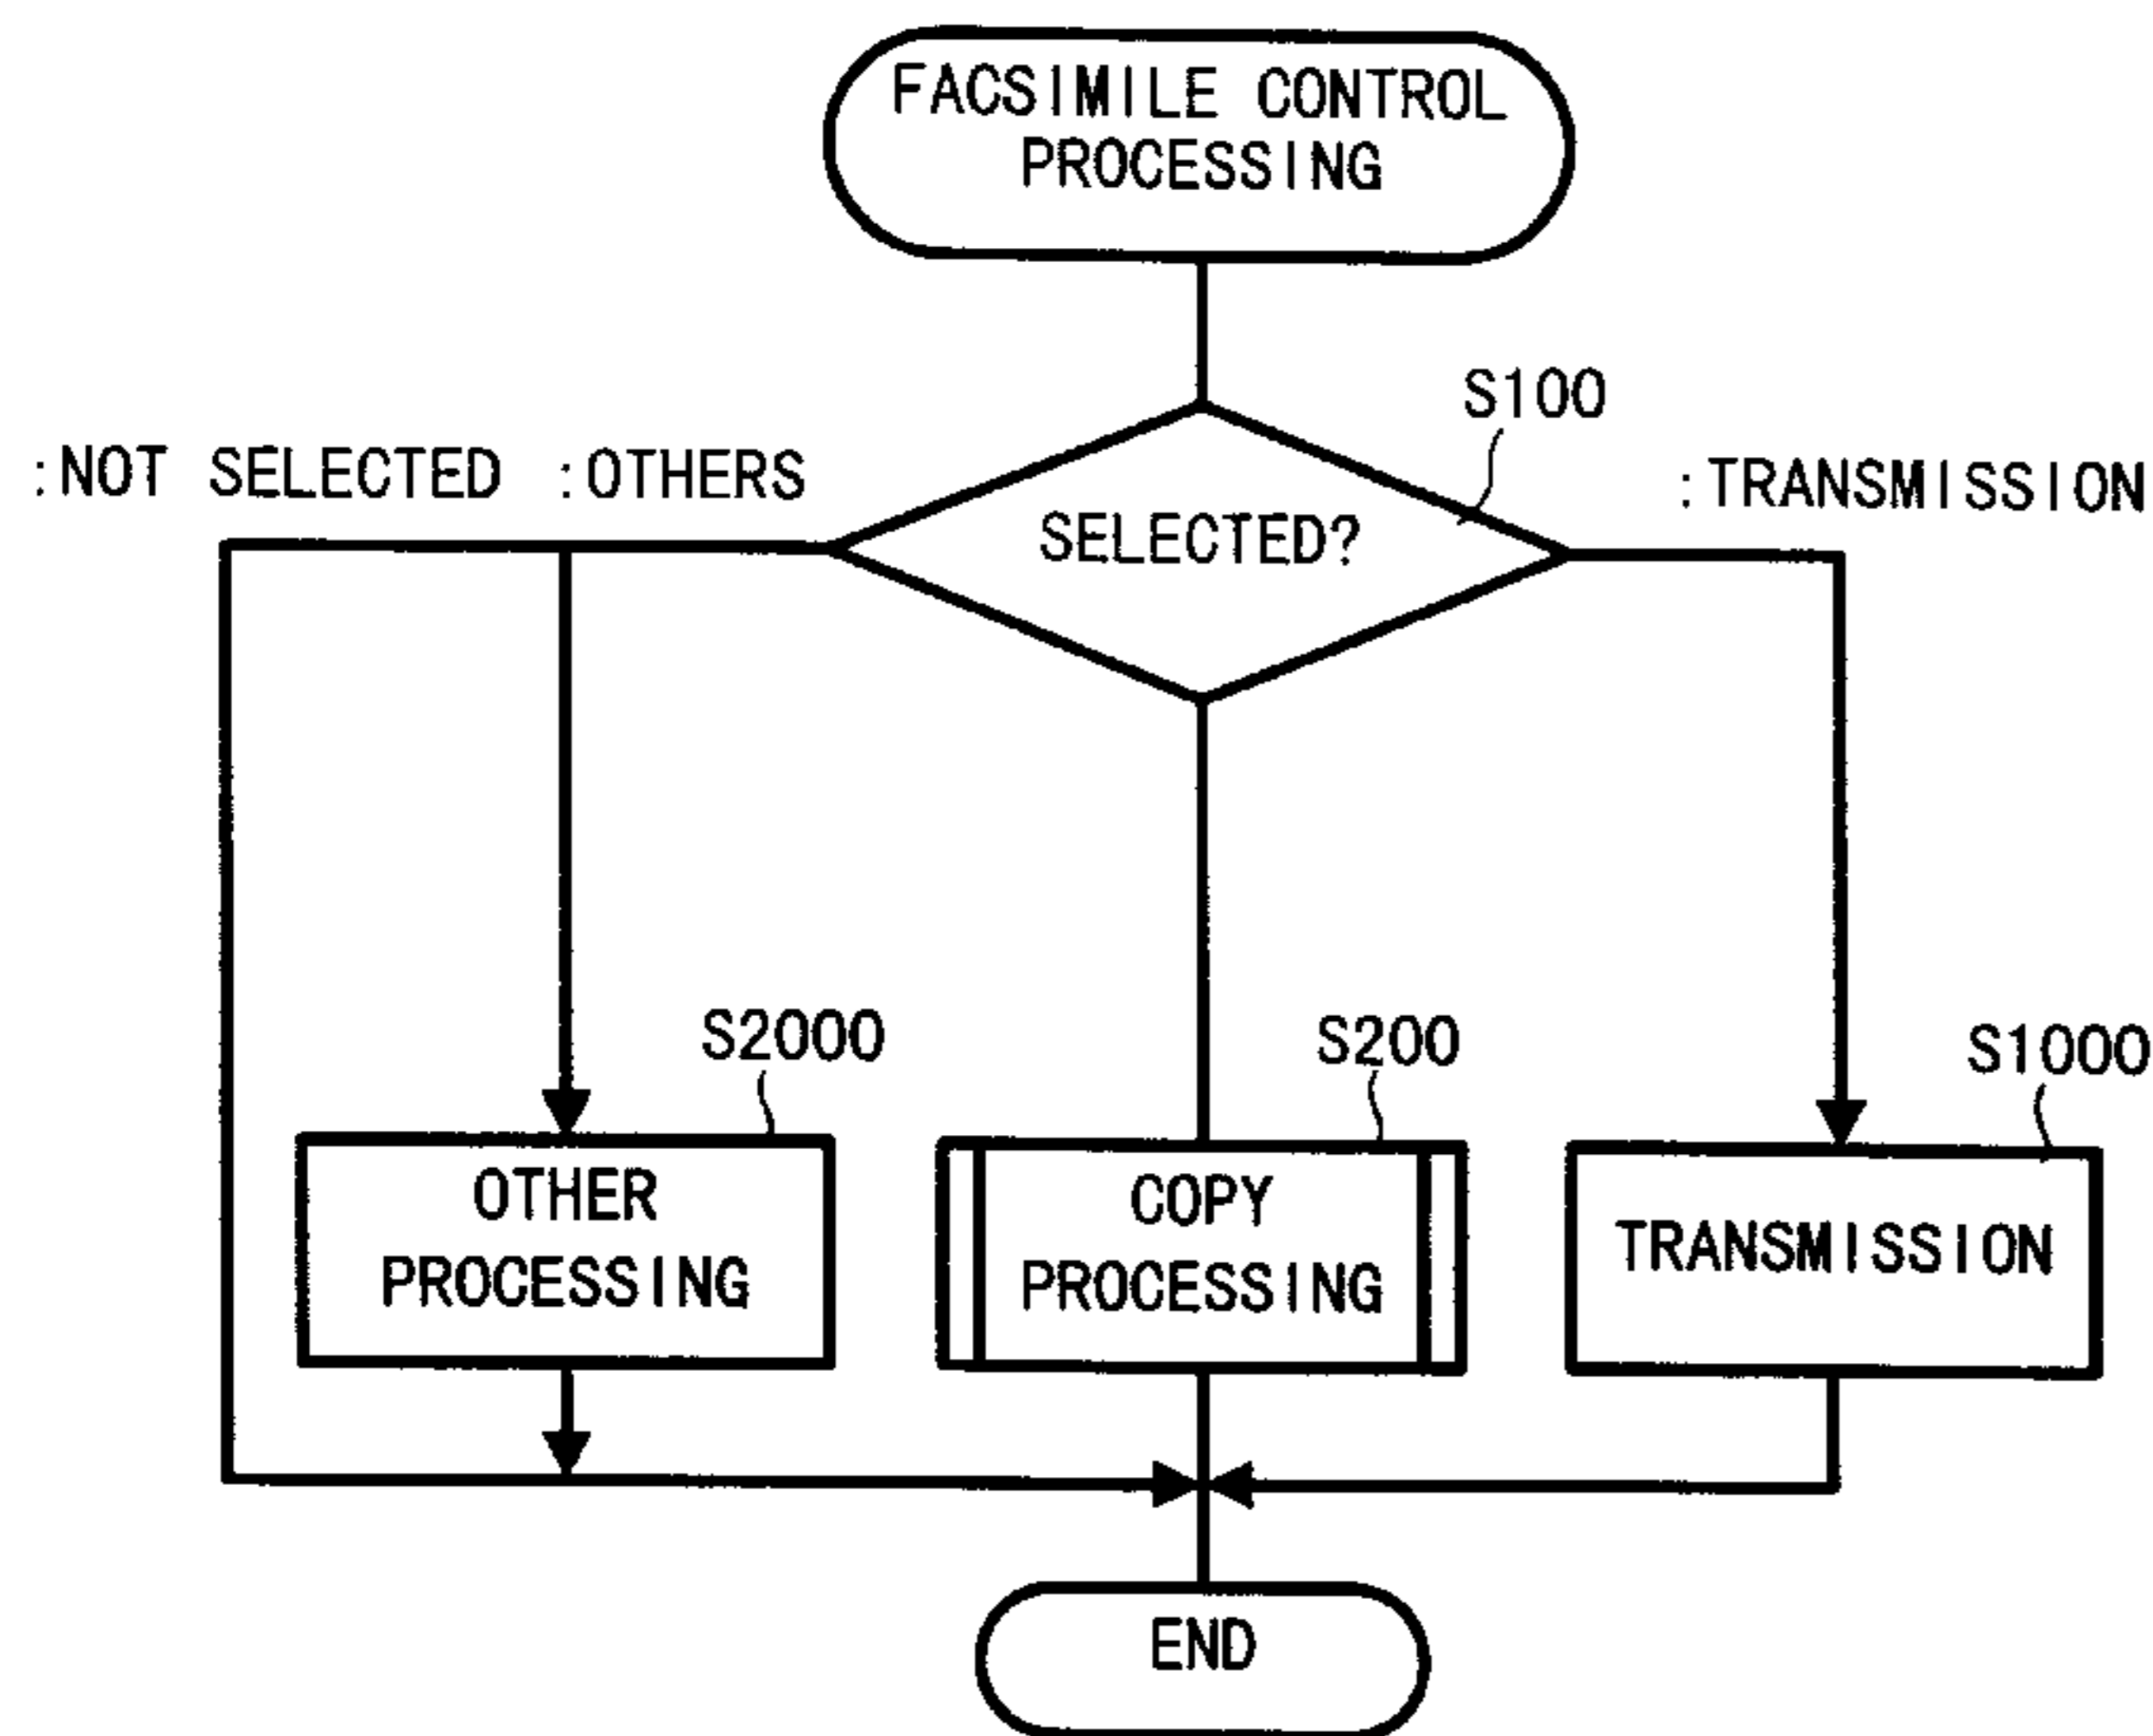 FACSIMILE CONTROL
PROCESSING
S100
:NOT SELECTED :OTHERS
SELECTED?
:TRANSMISSION
S2000
S200
S1000
OTHER
PROCESSING
COPY
PROCESSING
TRANSMISSION
END